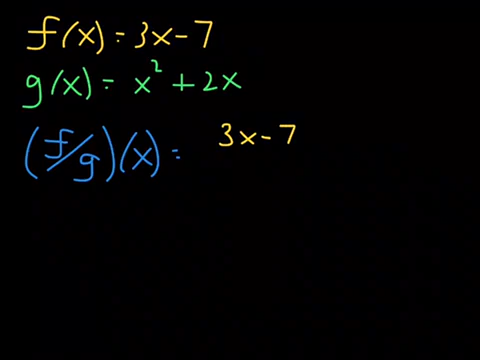 f(x) = 3x - 7
g(x) = x² + 2x
(f/g)(x) = 3x - 7